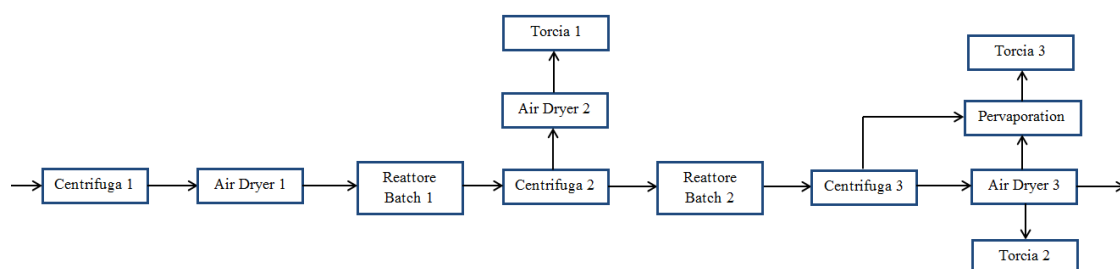 Torcia 1
Torcia 3
Air Dryer 2
Pervaporation
Centrifuga 1
Air Dryer 1
Reattore
Batch 1
Centrifuga 2
Reattore
Batch 2
Centrifuga 3
Air Dryer 3
Torcia 2